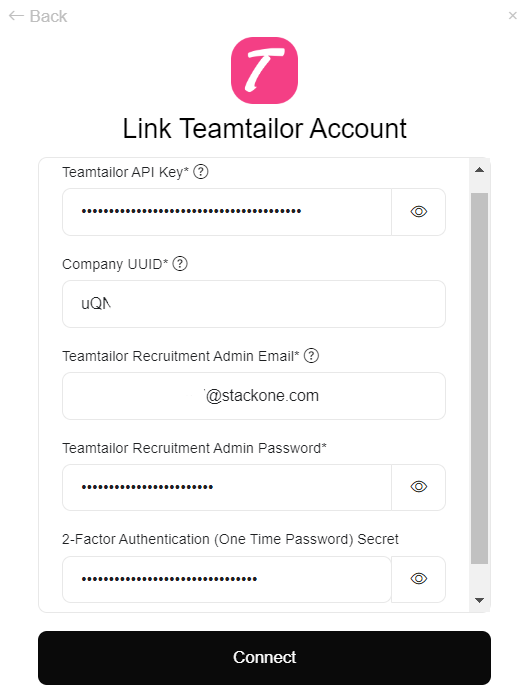 ← Back
×
T
Link Teamtailor Account
Teamtailor API Key* ?
••••••••••••••••••••••••••••••••••••••••
Company UUID* ?
uQN
Teamtailor Recruitment Admin Email* ?
@stackone.com
Teamtailor Recruitment Admin Password*
••••••••••••••••••••••••
2-Factor Authentication (One Time Password) Secret
••••••••••••••••••••••••••••••••
Connect